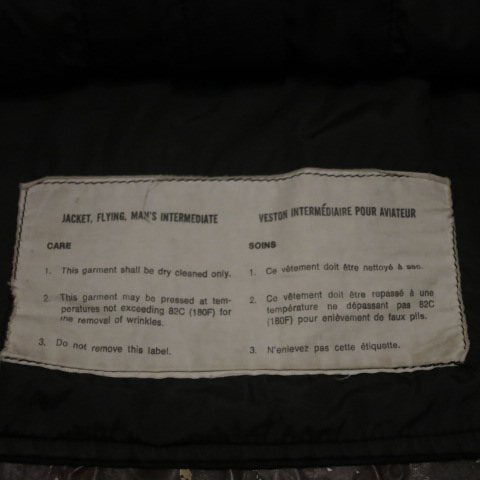 JACKET, FLYING, MAN'S INTERMEDIATE
CARE
1. This garment shall be dry cleaned only.
2. This garment may be pressed at tem-
peratures not exceeding 82C (180F) for
the removal of wrinkles.
3. Do not remove this label.
VESTON INTERMÉDIAIRE POUR AVIATEUR
SOINS
1. Ce vêtement doit être nettoyé à sec.
2. Ce vêtement doit être repassé à une
température ne dépassant pas 82C
(180F) pour enlèvement de faux plis.
3. N'enlevez pas cette étiquette.